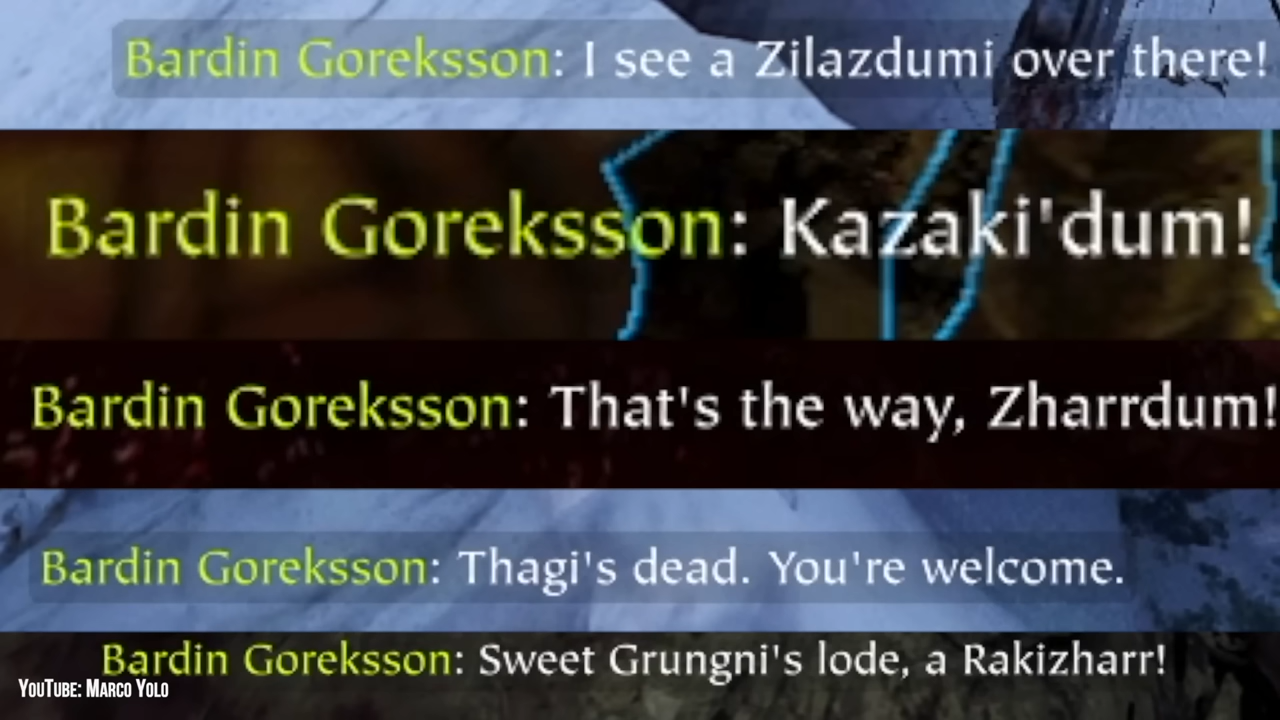 Bardin Goreksson: I see a Zilazdumi over there!
Bardin Goreksson: Kazaki'dum!
Bardin Goreksson: That's the way, Zharrdum!
Bardin Goreksson: Thagi's dead. You're welcome.
Bardin Goreksson: Sweet Grungni's lode, a Rakizharr!
YouTube: Marco Yolo